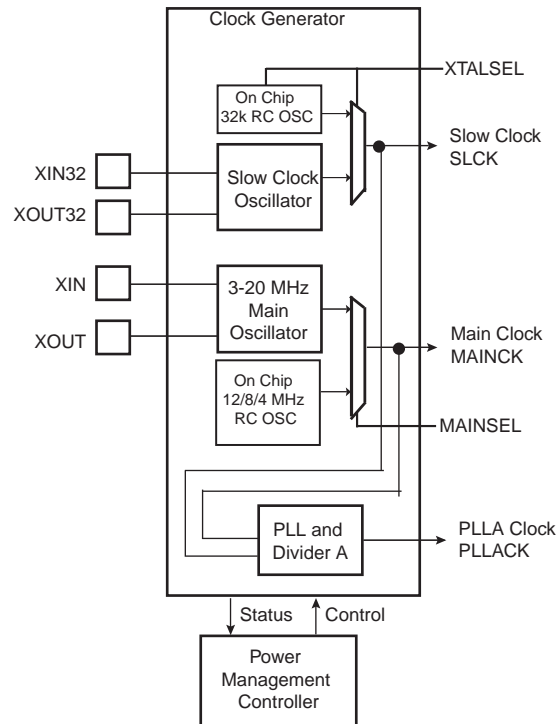 Clock Generator
XTALSEL
On Chip
32k RC OSC
Slow Clock
SLCK
XIN32
Slow Clock
Oscillator
XOUT32
XIN
3-20 MHz
Main
Oscillator
XOUT
Main Clock
MAINCK
On Chip
12/8/4 MHz
RC OSC
MAINSEL
PLL and
Divider A
PLLA Clock
PLLACK
Status
Control
Power
Management
Controller